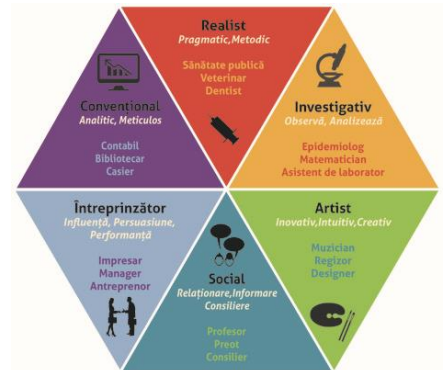 Realist
Pragmatic,Metodic
Sănătate publică
Veterinar
Dentist
Conventional
Analitic, Meticulos
Contabil
Bibliotecar
Casier
Investigativ
Observă, Analizează
Epidemiolog
Matematician
Asistent de laborator
Întreprinzător
Influență, Persuasiune,
Performanță
Impresar
Manager
Antreprenor
Social
Relaționare,Informare
Consiliere
Profesor
Preot
Consilier
Artist
Inovativ,Intuitiv,Creativ
Muzician
Regizor
Designer